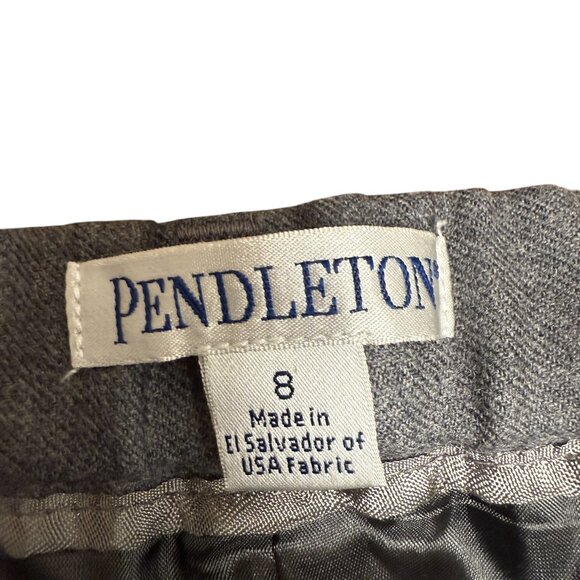 PENDLETON®
8
Made in
El Salvador of
USA Fabric